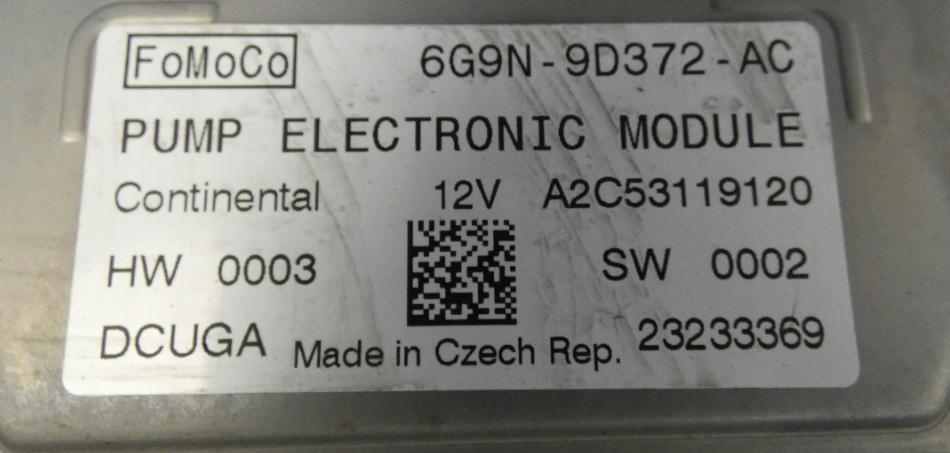 FoMoCo 6G9N-9D372-AC
PUMP ELECTRONIC MODULE
Continental 12V A2C53119120
HW 0003 SW 0002
DCUGA Made in Czech Rep. 23233369